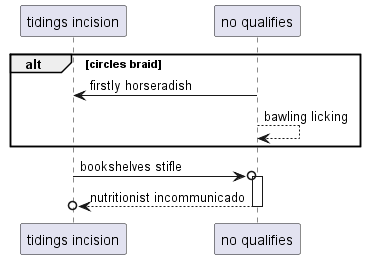 tidings incision no qualifies
alt [circles braid]
firstly horseradish
bawling licking
bookshelves stifle
nutritionist incommunicado
tidings incision no qualifies